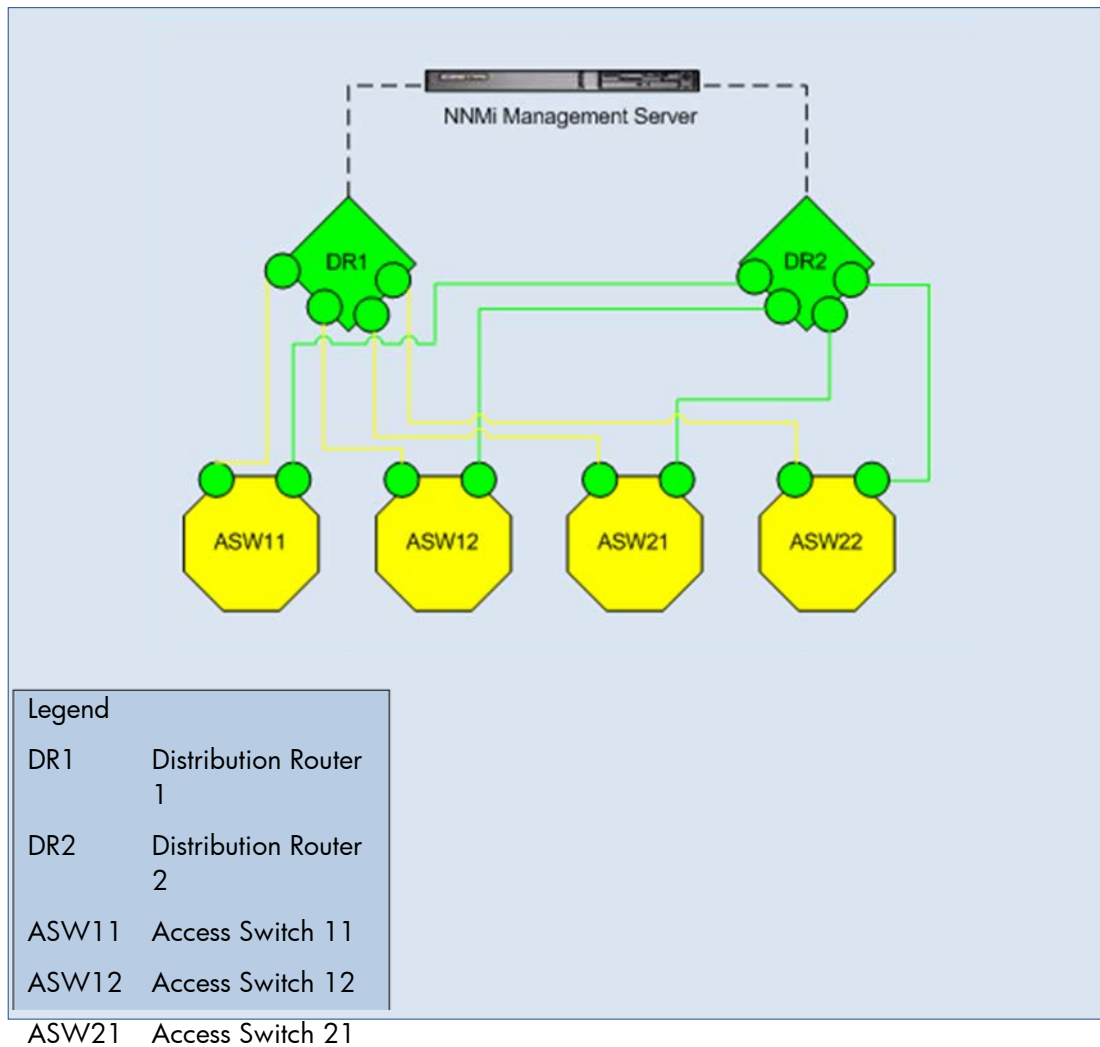 NNMi Management Server
DR1
DR2
ASW11
ASW12
ASW21
ASW22
Legend
DR1 Distribution Router
1
DR2 Distribution Router
2
ASW11 Access Switch 11
ASW12 Access Switch 12
ASW21 Access Switch 21